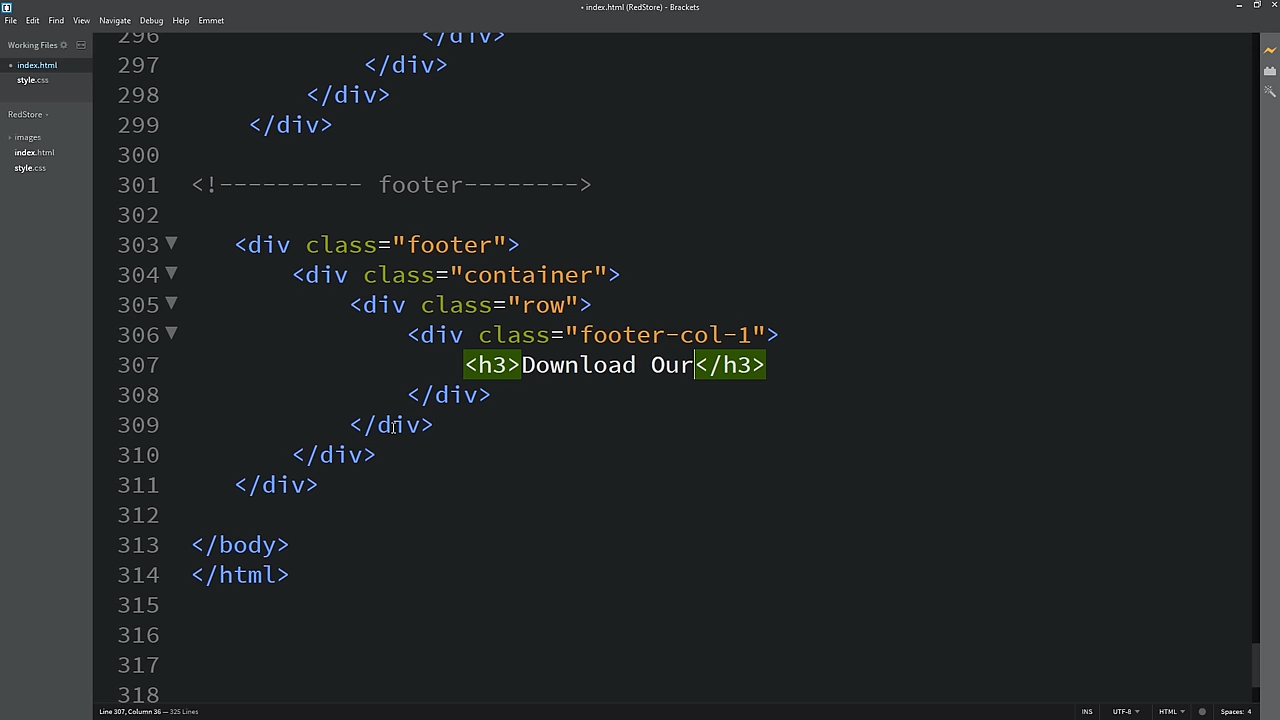 • index.html (RedStore) - Brackets
File Edit Find View Navigate Debug Help Emmet
Working Files
• index.html
style.css
RedStore
images
index.html
style.css
296 </div>
297 </div>
298 </div>
299 </div>
300
301 <!---------- footer-------->
302
303 <div class="footer">
304 <div class="container">
305 <div class="row">
306 <div class="footer-col-1">
307 <h3>Download Our</h3>
308 </div>
309 </div>
310 </div>
311 </div>
312
313 </body>
314 </html>
315
316
317
318
Line 307, Column 36 — 325 Lines
INS UTF-8 HTML Spaces: 4